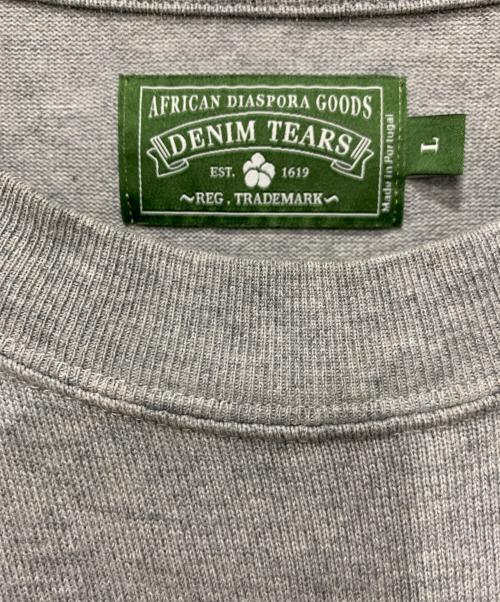 AFRICAN DIASPORA GOODS
DENIM TEARS
EST. 1619
~REG. TRADEMARK~
Made in Portugal
L